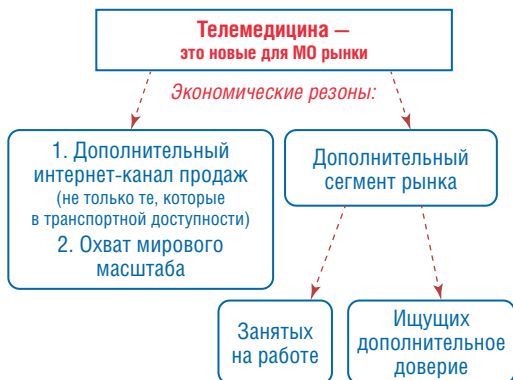 Телемедицина —
это новые для МО рынки
Экономические резоны:
1. Дополнительный
интернет-канал продаж
(не только те, которые
в транспортной доступности)
2. Охват мирового
масштаба
Дополнительный
сегмент рынка
Занятых
на работе
Ищущих
дополнительное
доверие